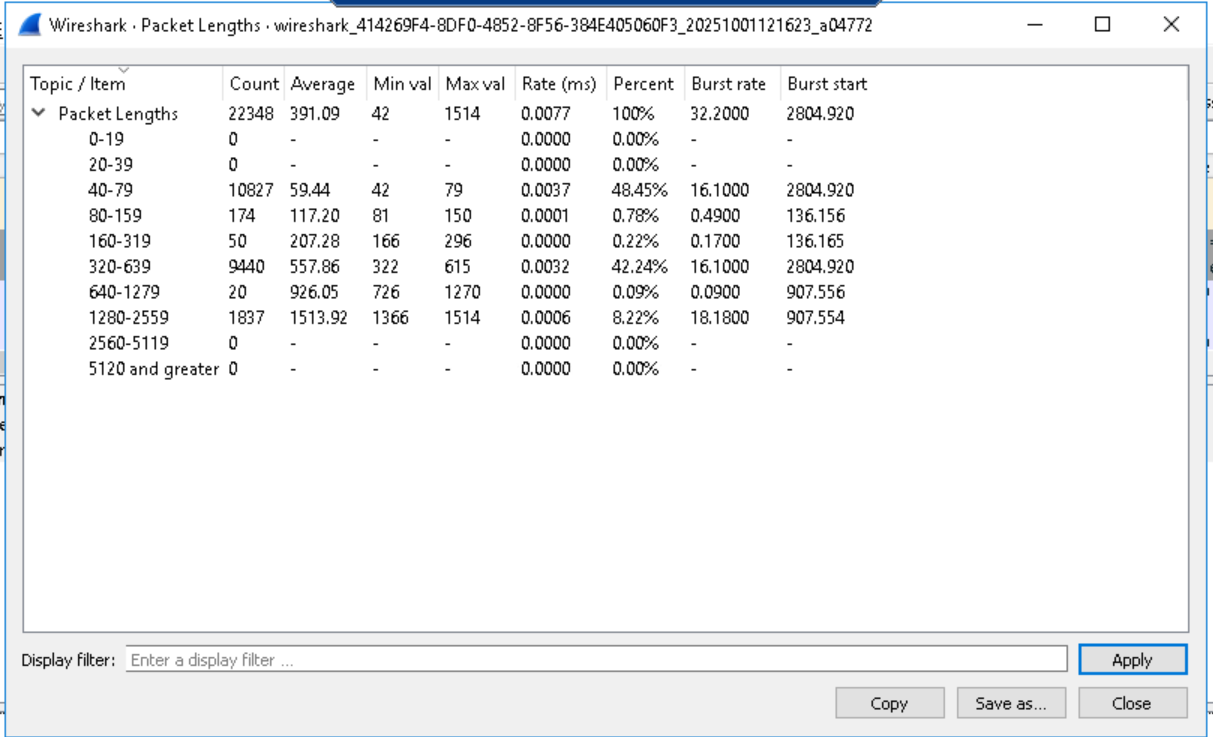 Wireshark · Packet Lengths · wireshark_414269F4-8DF0-4852-8F56-384E405060F3_20251001121623_a04772
Topic / Item Count Average Min val Max val Rate (ms) Percent Burst rate Burst start
Packet Lengths 22348 391.09 42 1514 0.0077 100% 32.2000 2804.920
0-19 0 - - - 0.0000 0.00% - -
20-39 0 - - - 0.0000 0.00% - -
40-79 10827 59.44 42 79 0.0037 48.45% 16.1000 2804.920
80-159 174 117.20 81 150 0.0001 0.78% 0.4900 136.156
160-319 50 207.28 166 296 0.0000 0.22% 0.1700 136.165
320-639 9440 557.86 322 615 0.0032 42.24% 16.1000 2804.920
640-1279 20 926.05 726 1270 0.0000 0.09% 0.0900 907.556
1280-2559 1837 1513.92 1366 1514 0.0006 8.22% 18.1800 907.554
2560-5119 0 - - - 0.0000 0.00% - -
5120 and greater 0 - - - 0.0000 0.00% - -
Display filter: Enter a display filter ... Apply
Copy Save as... Close